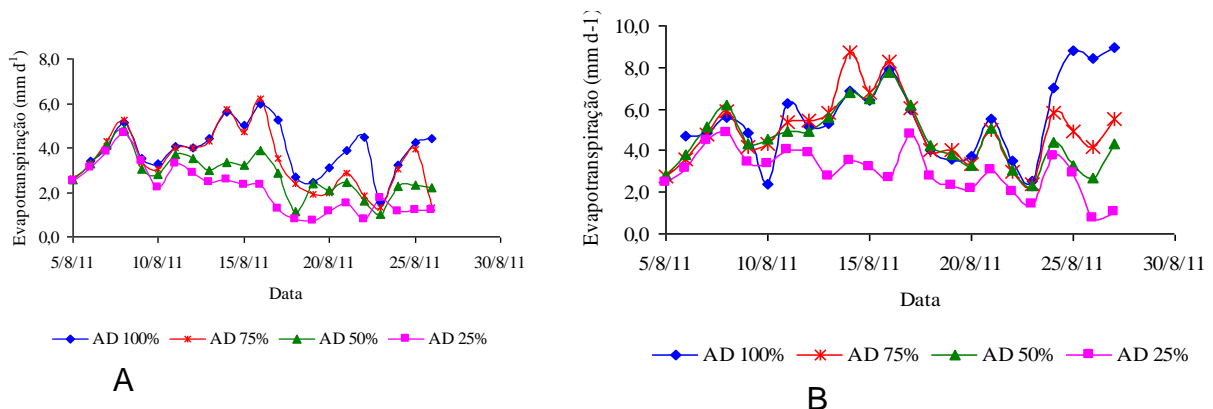 Evapotranspiração (mm d⁻¹)
8,0
6,0
4,0
2,0
0,0
5/8/11 10/8/11 15/8/11 20/8/11 25/8/11 30/8/11
Data
AD 100% AD 75% AD 50% AD 25%
A
Evapotranspiração (mm d-1)
10,0
8,0
6,0
4,0
2,0
0,0
5/8/11 10/8/11 15/8/11 20/8/11 25/8/11 30/8/11
Data
AD 100% AD 75% AD 50% AD 25%
B